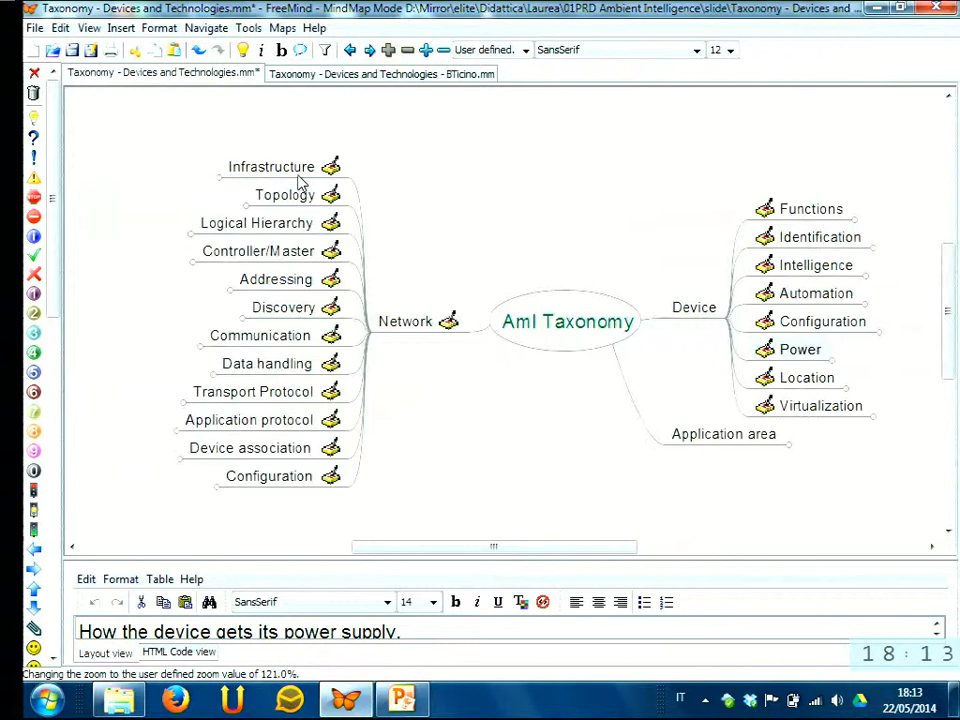 Taxonomy - Devices and Technologies.mm* - FreeMind - MindMap Mode D:\Mirror\elite\Didattica\Laurea\01PRD Ambient Intelligence\slide\Taxonomy - Devices and ...
File Edit View Insert Format Navigate Tools Maps Help
User defined. SansSerif 12
Taxonomy - Devices and Technologies.mm* Taxonomy - Devices and Technologies - BTicino.mm
Infrastructure
Topology
Logical Hierarchy
Controller/Master
Addressing
Discovery
Communication
Data handling
Transport Protocol
Application protocol
Device association
Configuration
Network
AmI Taxonomy
Device
Functions
Identification
Intelligence
Automation
Configuration
Power
Location
Virtualization
Application area
Edit Format Table Help
SansSerif 14
How the device gets its power supply.
Layout view HTML Code view
18:13
Changing the zoom to the user defined zoom value of 121.0%.
IT
18:13
22/05/2014